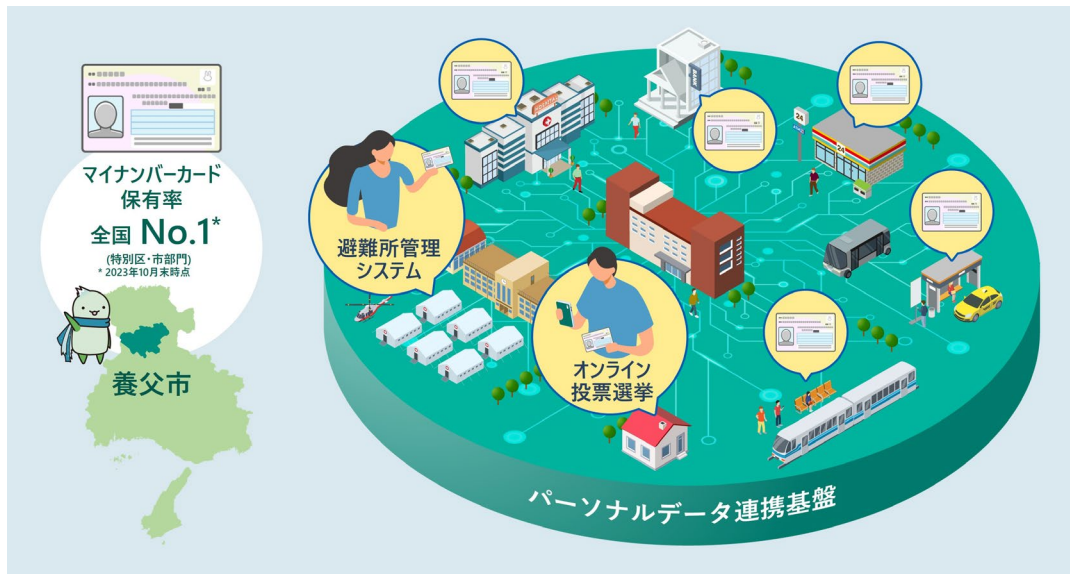 マイナンバーカード
保有率
全国 No.1*
(特別区・市部門)
* 2023年10月末時点
養父市
避難所管理
システム
オンライン
投票選挙
BANK
24
24
パーソナルデータ連携基盤